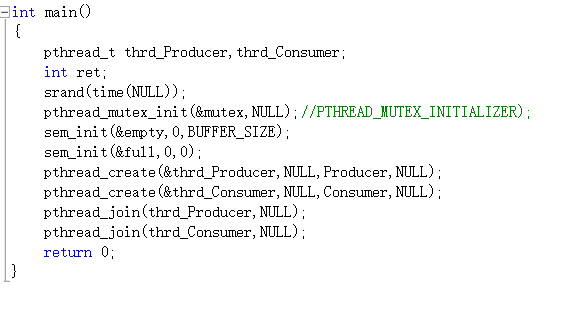 int main()
{
pthread_t thrd_Producer,thrd_Consumer;
int ret;
srand(time(NULL));
pthread_mutex_init(&mutex,NULL);//PTHREAD_MUTEX_INITIALIZER);
sem_init(&empty,0,BUFFER_SIZE);
sem_init(&full,0,0);
pthread_create(&thrd_Producer,NULL,Producer,NULL);
pthread_create(&thrd_Consumer,NULL,Consumer,NULL);
pthread_join(thrd_Producer,NULL);
pthread_join(thrd_Consumer,NULL);
return 0;
}